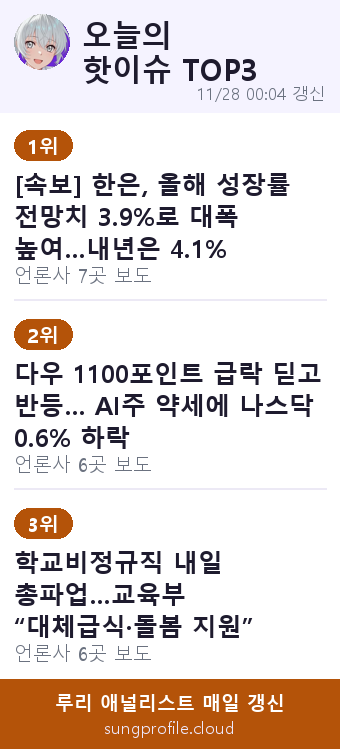 오늘의
핫이슈 TOP3
11/28 00:04 갱신
1위
[속보] 한은, 올해 성장률
전망치 3.9%로 대폭
높여…내년은 4.1%
언론사 7곳 보도
2위
다우 1100포인트 급락 딛고
반등… AI주 약세에 나스닥
0.6% 하락
언론사 6곳 보도
3위
학교비정규직 내일
총파업…교육부
“대체급식·돌봄 지원”
언론사 6곳 보도
루리 애널리스트 매일 갱신
sungprofile.cloud